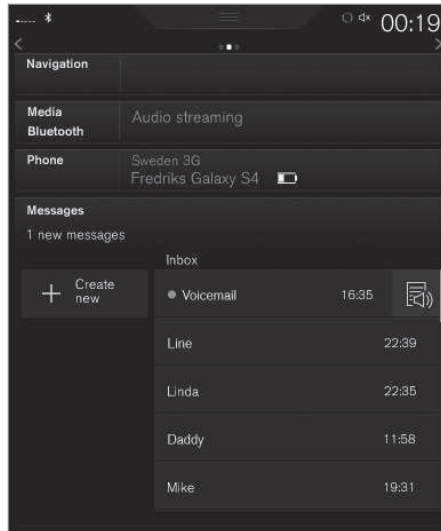 00:19
Navigation
Media
Bluetooth
Audio streaming
Phone
Sweden 3G
Fredriks Galaxy S4
Messages
1 new messages
Inbox
Create
new
Voicemail 16:35
Line 22:39
Linda 22:35
Daddy 11:58
Mike 19:31